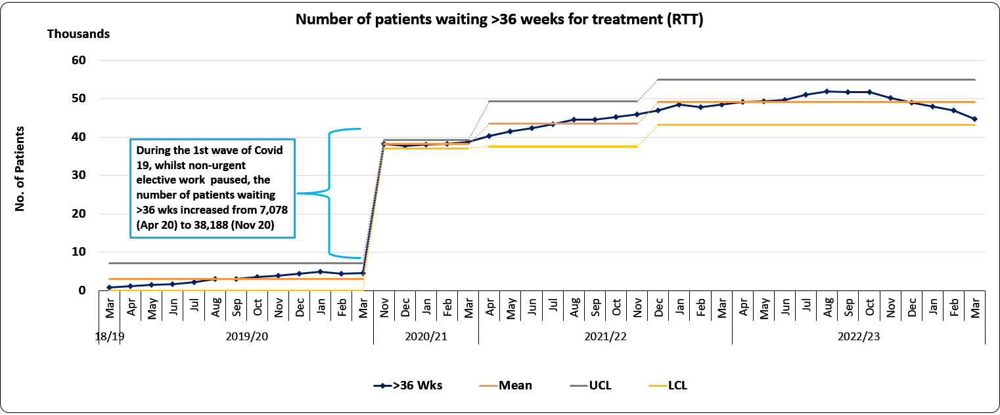 Number of patients waiting >36 weeks for treatment (RTT)
Thousands
No. of Patients
60
50
40
30
20
10
0
During the 1st wave of Covid
19, whilst non-urgent
elective work  paused, the
number of patients waiting
>36 wks increased from 7,078
(Apr 20) to 38,188 (Nov 20)
Mar Apr May Jun Jul Aug Sep Oct Nov Dec Jan Feb Mar Nov Dec Jan Feb Mar Apr May Jun Jul Aug Sep Oct Nov Dec Jan Feb Mar Apr May Jun Jul Aug Sep Oct Nov Dec Jan Feb Mar
18/19 2019/20 2020/21 2021/22 2022/23
>36 Wks Mean UCL LCL